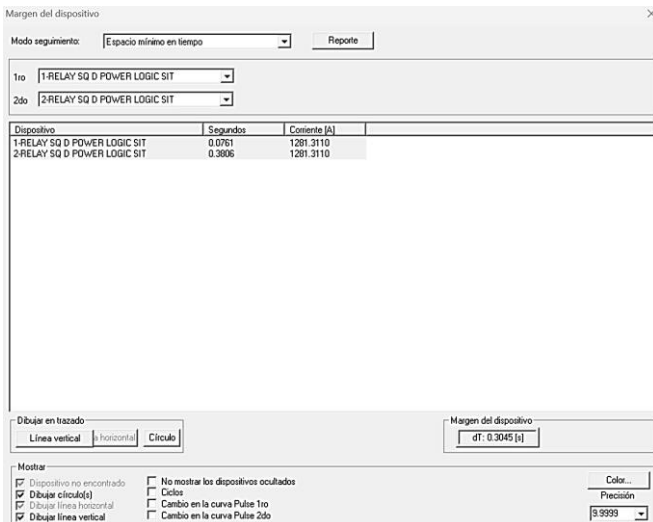 Margen del dispositivo
Modo seguimiento: Espacio mínimo en tiempo Reporte
1ro 1-RELAY SQ D POWER LOGIC SIT
2do 2-RELAY SQ D POWER LOGIC SIT
Dispositivo Segundos Corriente [A]
1-RELAY SQ D POWER LOGIC SIT 0.0761 1281.3110
2-RELAY SQ D POWER LOGIC SIT 0.3806 1281.3110
Dibujar en trazado Margen del dispositivo
Línea vertical a horizontal Círculo dT: 0.3045 [s]
Mostrar
Dispositivo no encontrado No mostrar los dispositivos ocultados Color...
Dibujar círculo(s) Ciclos Precisión
Dibujar línea horizontal Cambio en la curva Pulse 1ro
Dibujar línea vertical Cambio en la curva Pulse 2do 9.9999